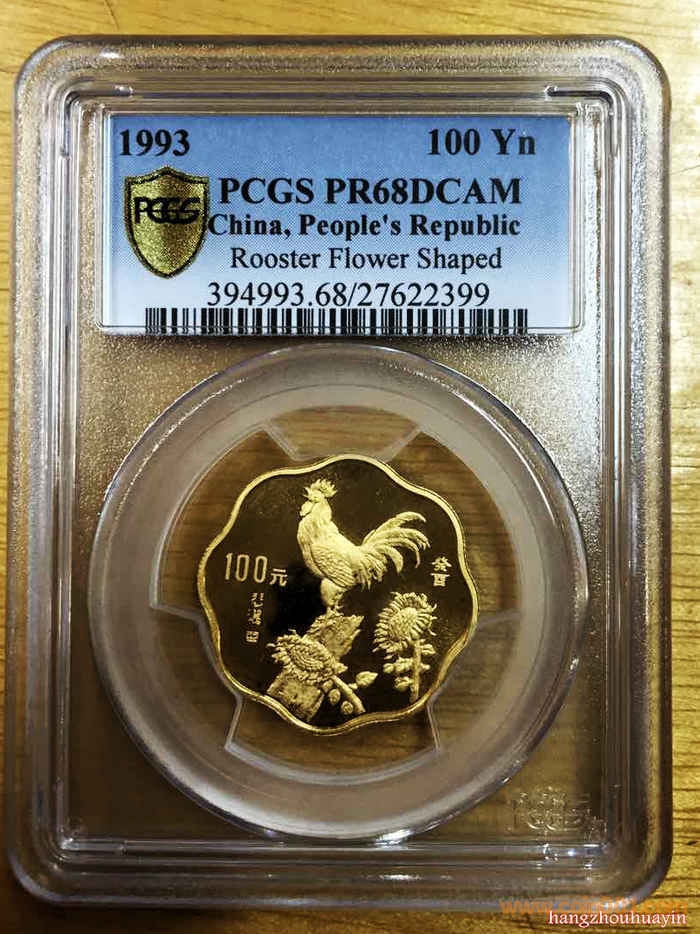 1993 100 Yn
PCGS PCGS PR68DCAM
China, People's Republic
Rooster Flower Shaped
394993.68/27622399
100元
癸酉
PCGS
hangzhouhuayin